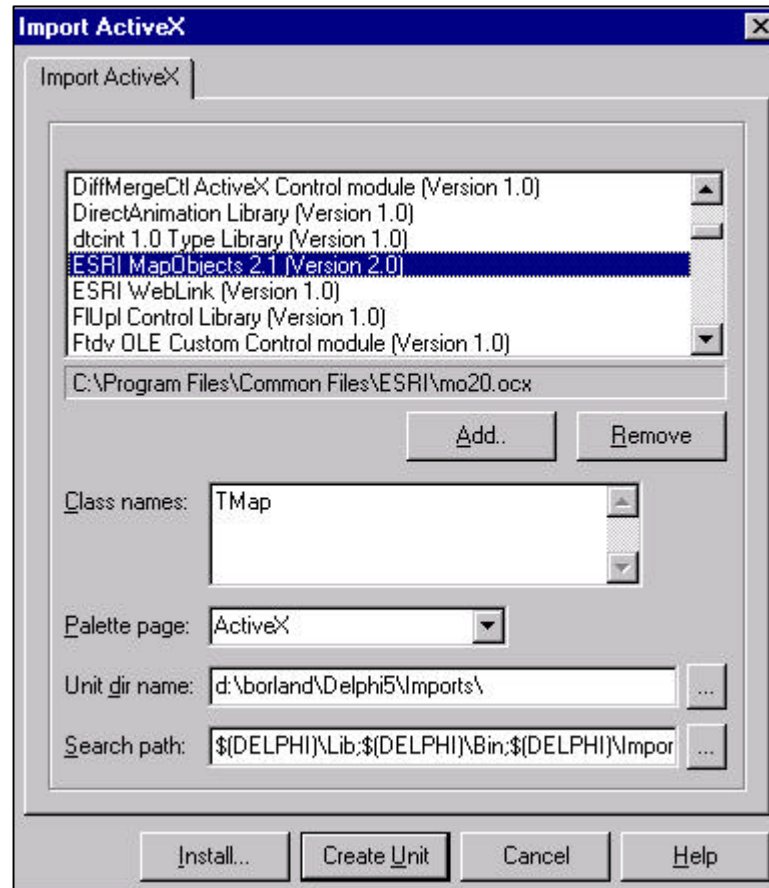 Import ActiveX
Import ActiveX
DiffMergeCtl ActiveX Control module (Version 1.0)
DirectAnimation Library (Version 1.0)
dtcint 1.0 Type Library (Version 1.0)
ESRI MapObjects 2.1 (Version 2.0)
ESRI WebLink (Version 1.0)
FlUpl Control Library (Version 1.0)
Ftdv OLE Custom Control module (Version 1.0)
C:\Program Files\Common Files\ESRI\mo20.ocx
Add..
Remove
Class names:
TMap
Palette page:
ActiveX
Unit dir name:
d:\borland\Delphi5\Imports\
...
Search path:
$(DELPHI)\Lib;$(DELPHI)\Bin;$(DELPHI)\Impor
...
Install...
Create Unit
Cancel
Help